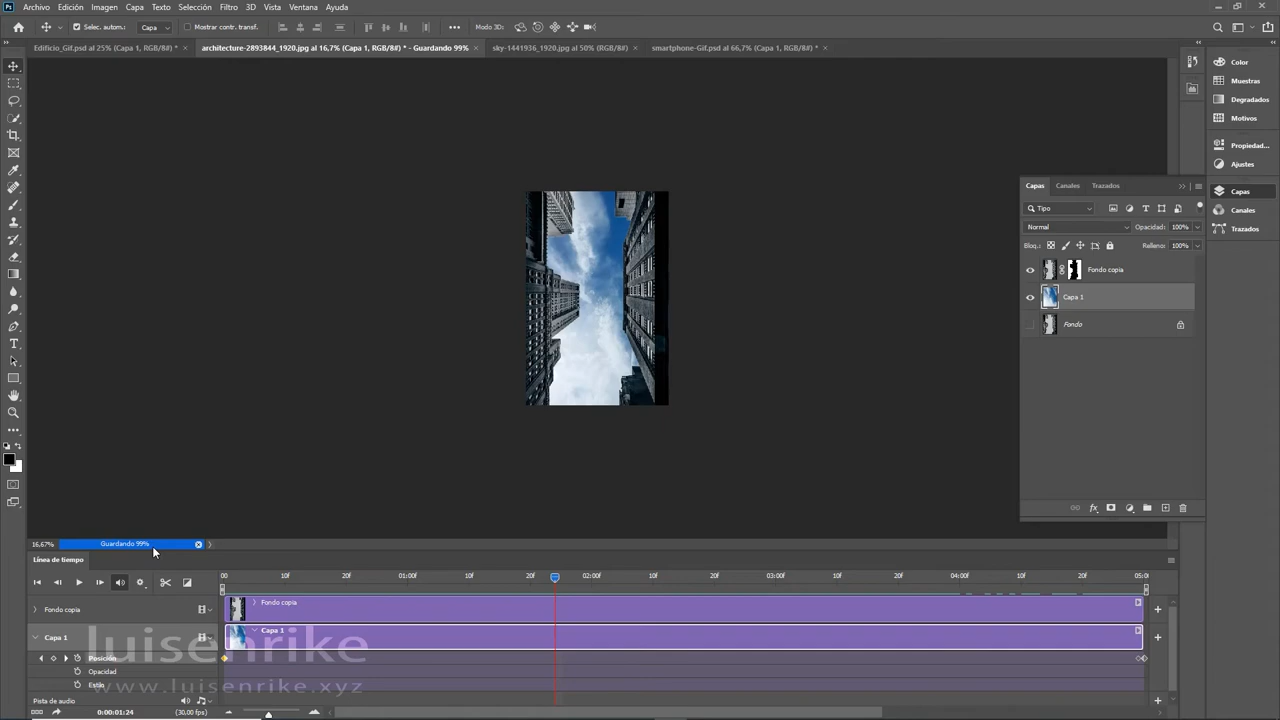 Ps Archivo Edición Imagen Capa Texto Selección Filtro 3D Vista Ventana Ayuda
Selec. autom.: Capa Mostrar contr. transf. Modo 3D:
Edificio_Gif.psd al 25% (Capa 1, RGB/8#) * × architecture-2893844_1920.jpg al 16,7% (Capa 1, RGB/8#) * - Guardando 99% × sky-1441936_1920.jpg al 50% (RGB/8#) × smartphone-Gif.psd al 66,7% (Capa 1, RGB/8#) * ×
Color
Muestras
Degradados
Motivos
Propiedad...
Ajustes
Capas
Canales
Trazados
Capas Canales Trazados
Tipo
Normal Opacidad: 100%
Bloq.: Relleno: 100%
Fondo copia
Capa 1
Fondo
fx
16,67% Guardando 99%
Línea de tiempo
00 10f 20f 01:00f 10f 20f 02:00f 10f 20f 03:00f 10f 20f 04:00f 10f 20f 05:0
Fondo copia Fondo copia
Capa 1 Capa 1
luisenrike
Posición
Opacidad
Estilo
www.luisenrike.xyz
Pista de audio
0:00:01:24 (30,00 fps)